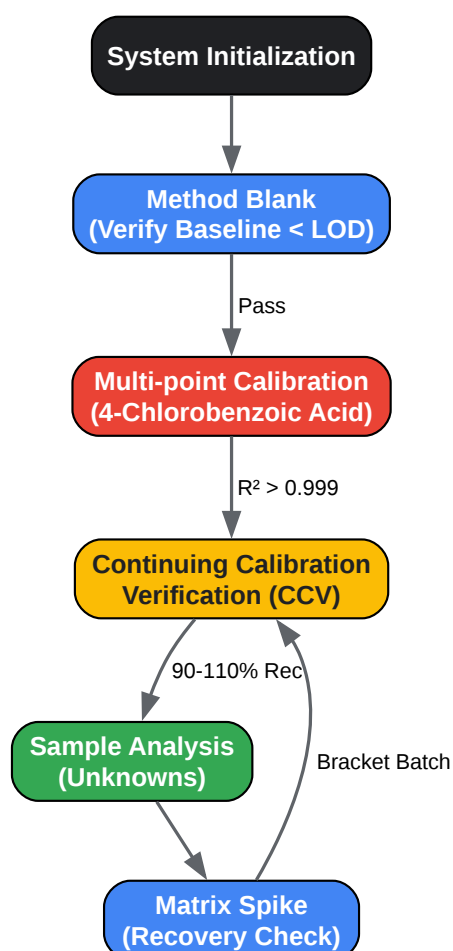 System Initialization
Method Blank
(Verify Baseline < LOD)
Pass
Multi-point Calibration
(4-Chlorobenzoic Acid)
R² > 0.999
Continuing Calibration
Verification (CCV)
90-110% Rec
Sample Analysis
(Unknowns)
Bracket Batch
Matrix Spike
(Recovery Check)